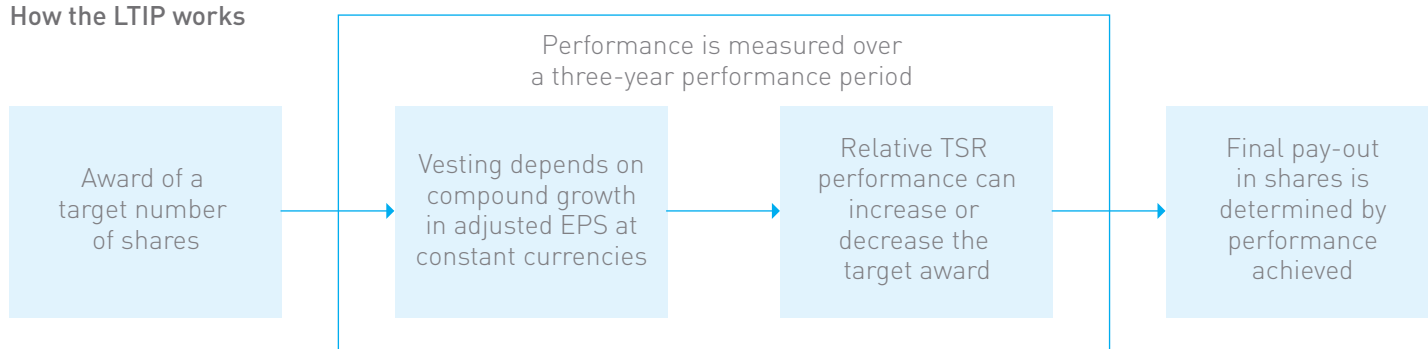 How the LTIP works
Performance is measured over
a three-year performance period
Award of a
target number
of shares
Vesting depends on
compound growth
in adjusted EPS at
constant currencies
Relative TSR
performance can
increase or
decrease the
target award
Final pay-out
in shares is
determined by
performance
achieved